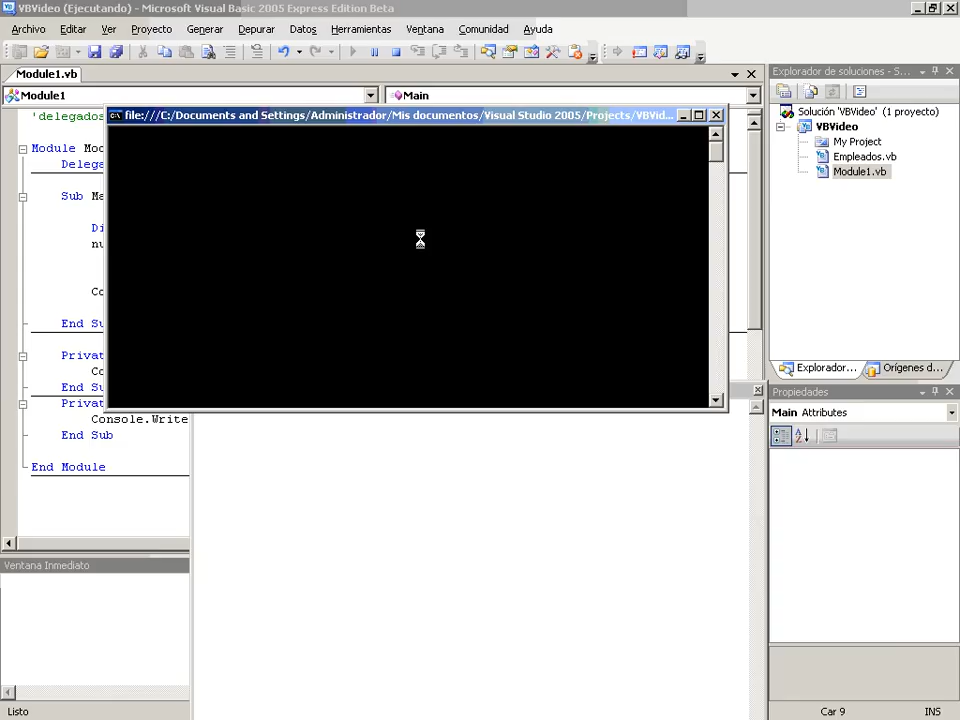 VBVideo (Ejecutando) - Microsoft Visual Basic 2005 Express Edition Beta
Archivo Editar Ver Proyecto Generar Depurar Datos Herramientas Ventana Comunidad Ayuda
Module1.vb
Module1
Main
file:///C:/Documents and Settings/Administrador/Mis documentos/Visual Studio 2005/Projects/VBVid...
'delegados
Module Mod
Delega
Sub Ma
Di
nu
Co
End Su
Privat
Co
End S
Privat
Console.Write
End Sub
End Module
Ventana Inmediato
Listo
Explorador de soluciones - S...
Solución 'VBVideo' (1 proyecto)
VBVideo
My Project
Empleados.vb
Module1.vb
Explorador... Orígenes d...
Propiedades
Main Attributes
Car 9 INS